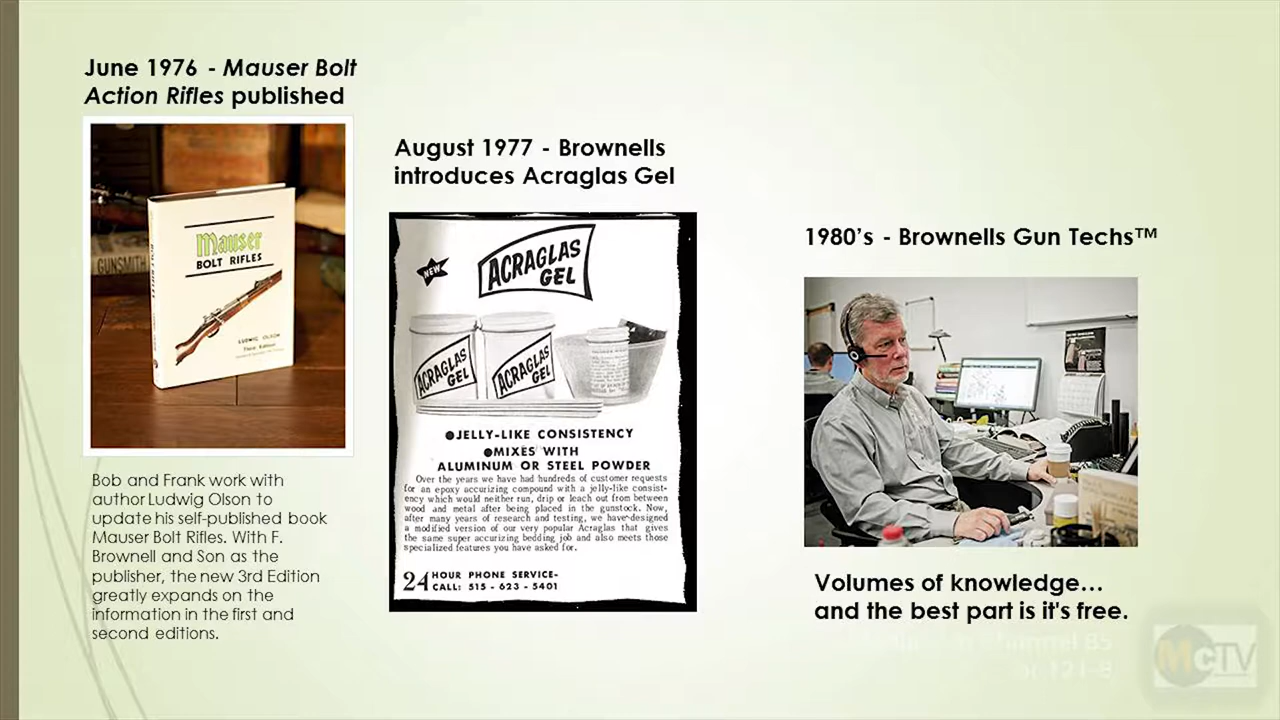 June 1976 - Mauser Bolt
Action Rifles published
GUNSMITH
Mauser
BOLT RIFLES
LUDWIG OLSON
Third Edition
Bob and Frank work with
author Ludwig Olson to
update his self-published book
Mauser Bolt Rifles. With F.
Brownell and Son as the
publisher, the new 3rd Edition
greatly expands on the
information in the first and
second editions.
August 1977 - Brownells
introduces Acraglas Gel
NEW
ACRAGLAS
GEL
ACRAGLAS
GEL
ACRAGLAS
GEL
●JELLY-LIKE CONSISTENCY
●MIXES WITH
ALUMINUM OR STEEL POWDER
Over the years we have had hundreds of customer requests
for an epoxy accurizing compound with a jelly-like consist-
ency which would neither run, drip or leach out from between
wood and metal after being placed in the gunstock. Now,
after many years of research and testing, we have designed
a modified version of our very popular Acraglas that gives
the same super accurizing bedding job and also meets those
specialized features you have asked for.
24 HOUR PHONE SERVICE-
CALL: 515 - 623 - 5401
1980's - Brownells Gun Techs™
Volumes of knowledge...
and the best part is it's free.
McTV